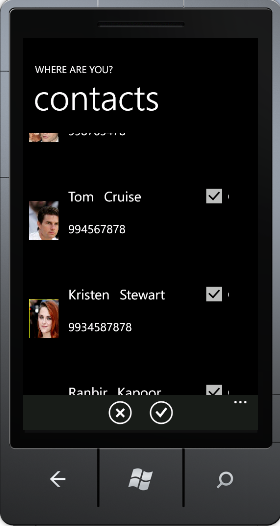 WHERE ARE YOU?
contacts
Tom Cruise
994567878
Kristen Stewart
9934587878
Ranbir Kapoor
...